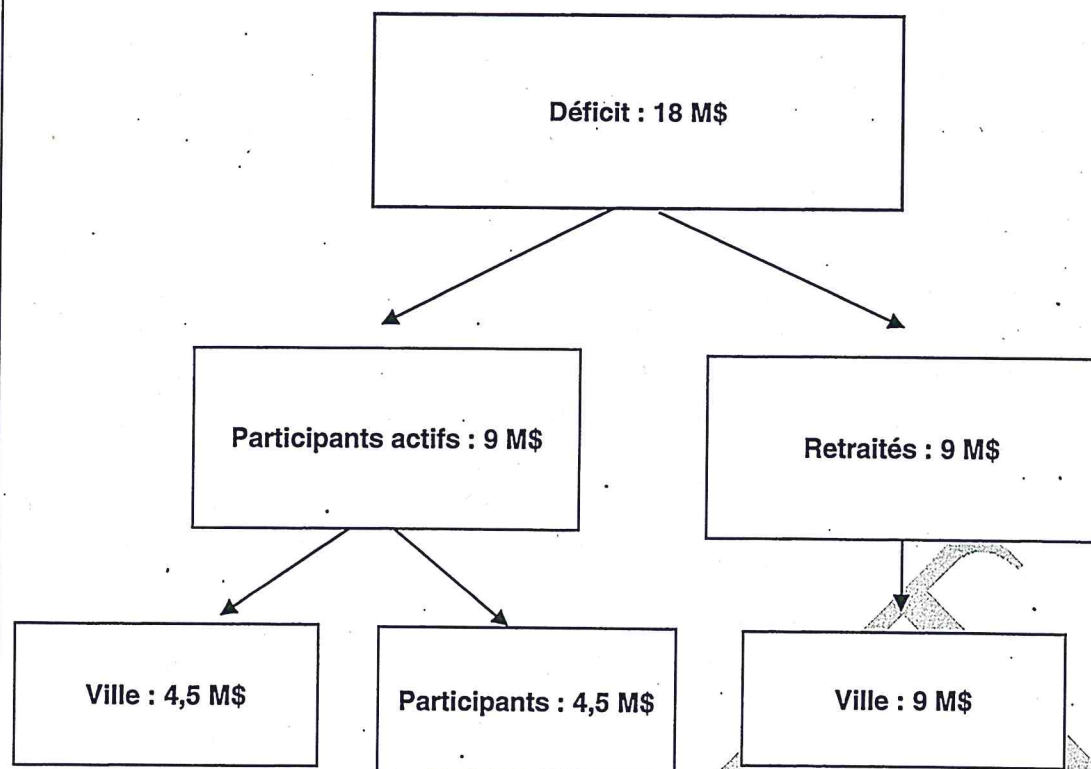 Déficit : 18 M$
Participants actifs : 9 M$
Retraités : 9 M$
Ville : 4,5 M$
Participants : 4,5 M$
Ville : 9 M$